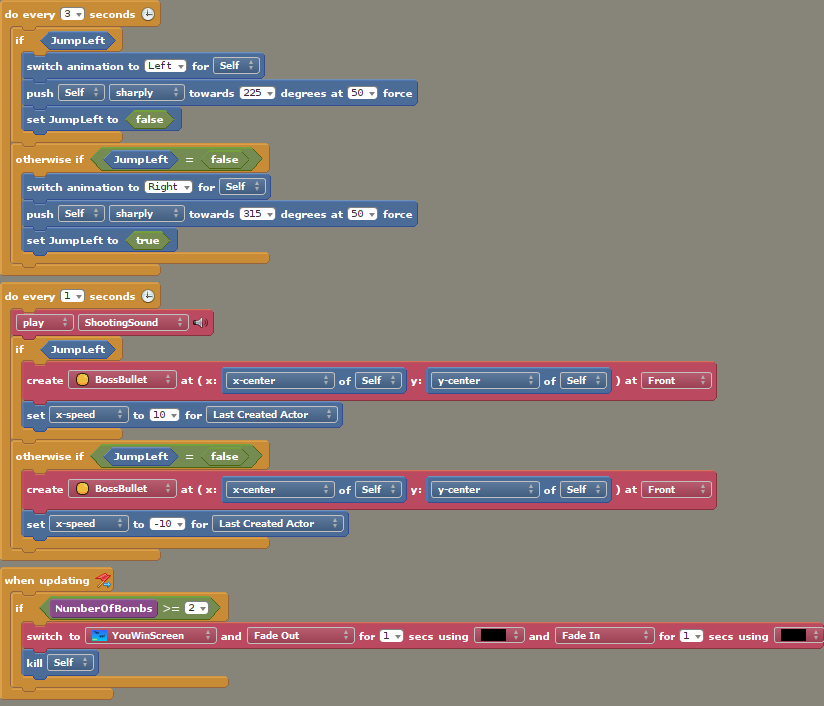 do every 3 seconds
if JumpLeft
switch animation to Left for Self
push Self sharply towards 225 degrees at 50 force
set JumpLeft to false
otherwise if JumpLeft = false
switch animation to Right for Self
push Self sharply towards 315 degrees at 50 force
set JumpLeft to true
do every 1 seconds
play ShootingSound
if JumpLeft
create BossBullet at ( x: x-center of Self y: y-center of Self ) at Front
set x-speed to 10 for Last Created Actor
otherwise if JumpLeft = false
create BossBullet at ( x: x-center of Self y: y-center of Self ) at Front
set x-speed to -10 for Last Created Actor
when updating
if NumberOfBombs >= 2
switch to YouWinScreen and Fade Out for 1 secs using and Fade In for 1 secs using
kill Self